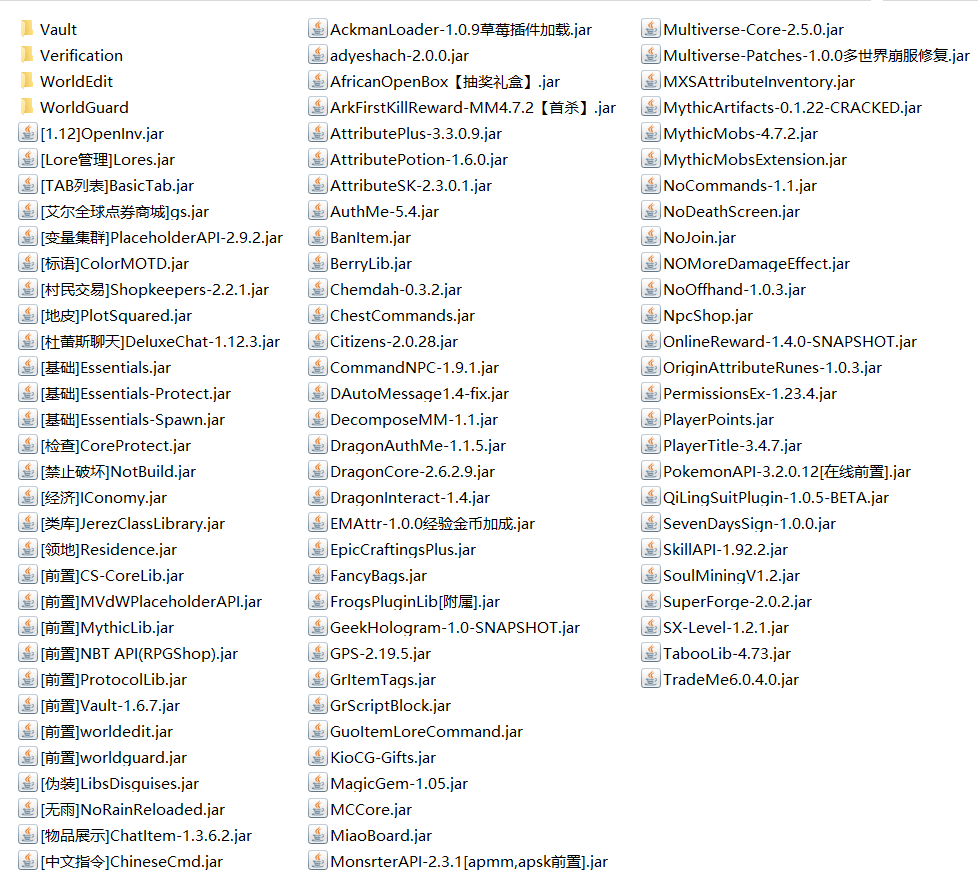 Vault
Verification
WorldEdit
WorldGuard
[1.12]OpenInv.jar
[Lore管理]Lores.jar
[TAB列表]BasicTab.jar
[艾尔全球点券商城]gs.jar
[变量集群]PlaceholderAPI-2.9.2.jar
[标语]ColorMOTD.jar
[村民交易]Shopkeepers-2.2.1.jar
[地皮]PlotSquared.jar
[杜蕾斯聊天]DeluxeChat-1.12.3.jar
[基础]Essentials.jar
[基础]Essentials-Protect.jar
[基础]Essentials-Spawn.jar
[检查]CoreProtect.jar
[禁止破坏]NotBuild.jar
[经济]IConomy.jar
[类库]JerezClassLibrary.jar
[领地]Residence.jar
[前置]CS-CoreLib.jar
[前置]MVdWPlaceholderAPI.jar
[前置]MythicLib.jar
[前置]NBT API(RPGShop).jar
[前置]ProtocolLib.jar
[前置]Vault-1.6.7.jar
[前置]worldedit.jar
[前置]worldguard.jar
[伪装]LibsDisguises.jar
[无雨]NoRainReloaded.jar
[物品展示]ChatItem-1.3.6.2.jar
[中文指令]ChineseCmd.jar
AckmanLoader-1.0.9草莓插件加载.jar
adyeshach-2.0.0.jar
AfricanOpenBox【抽奖礼盒】.jar
ArkFirstKillReward-MM4.7.2【首杀】.jar
AttributePlus-3.3.0.9.jar
AttributePotion-1.6.0.jar
AttributeSK-2.3.0.1.jar
AuthMe-5.4.jar
BanItem.jar
BerryLib.jar
Chemdah-0.3.2.jar
ChestCommands.jar
Citizens-2.0.28.jar
CommandNPC-1.9.1.jar
DAutoMessage1.4-fix.jar
DecomposeMM-1.1.jar
DragonAuthMe-1.1.5.jar
DragonCore-2.6.2.9.jar
DragonInteract-1.4.jar
EMAttr-1.0.0经验金币加成.jar
EpicCraftingsPlus.jar
FancyBags.jar
FrogsPluginLib[附属].jar
GeekHologram-1.0-SNAPSHOT.jar
GPS-2.19.5.jar
GrItemTags.jar
GrScriptBlock.jar
GuoItemLoreCommand.jar
KioCG-Gifts.jar
MagicGem-1.05.jar
MCCore.jar
MiaoBoard.jar
MonsrterAPI-2.3.1[apmm,apsk前置].jar
Multiverse-Core-2.5.0.jar
Multiverse-Patches-1.0.0多世界崩服修复.jar
MXSAttributeInventory.jar
MythicArtifacts-0.1.22-CRACKED.jar
MythicMobs-4.7.2.jar
MythicMobsExtension.jar
NoCommands-1.1.jar
NoDeathScreen.jar
NoJoin.jar
NOMoreDamageEffect.jar
NoOffhand-1.0.3.jar
NpcShop.jar
OnlineReward-1.4.0-SNAPSHOT.jar
OriginAttributeRunes-1.0.3.jar
PermissionsEx-1.23.4.jar
PlayerPoints.jar
PlayerTitle-3.4.7.jar
PokemonAPI-3.2.0.12[在线前置].jar
QiLingSuitPlugin-1.0.5-BETA.jar
SevenDaysSign-1.0.0.jar
SkillAPI-1.92.2.jar
SoulMiningV1.2.jar
SuperForge-2.0.2.jar
SX-Level-1.2.1.jar
TabooLib-4.73.jar
TradeMe6.0.4.0.jar